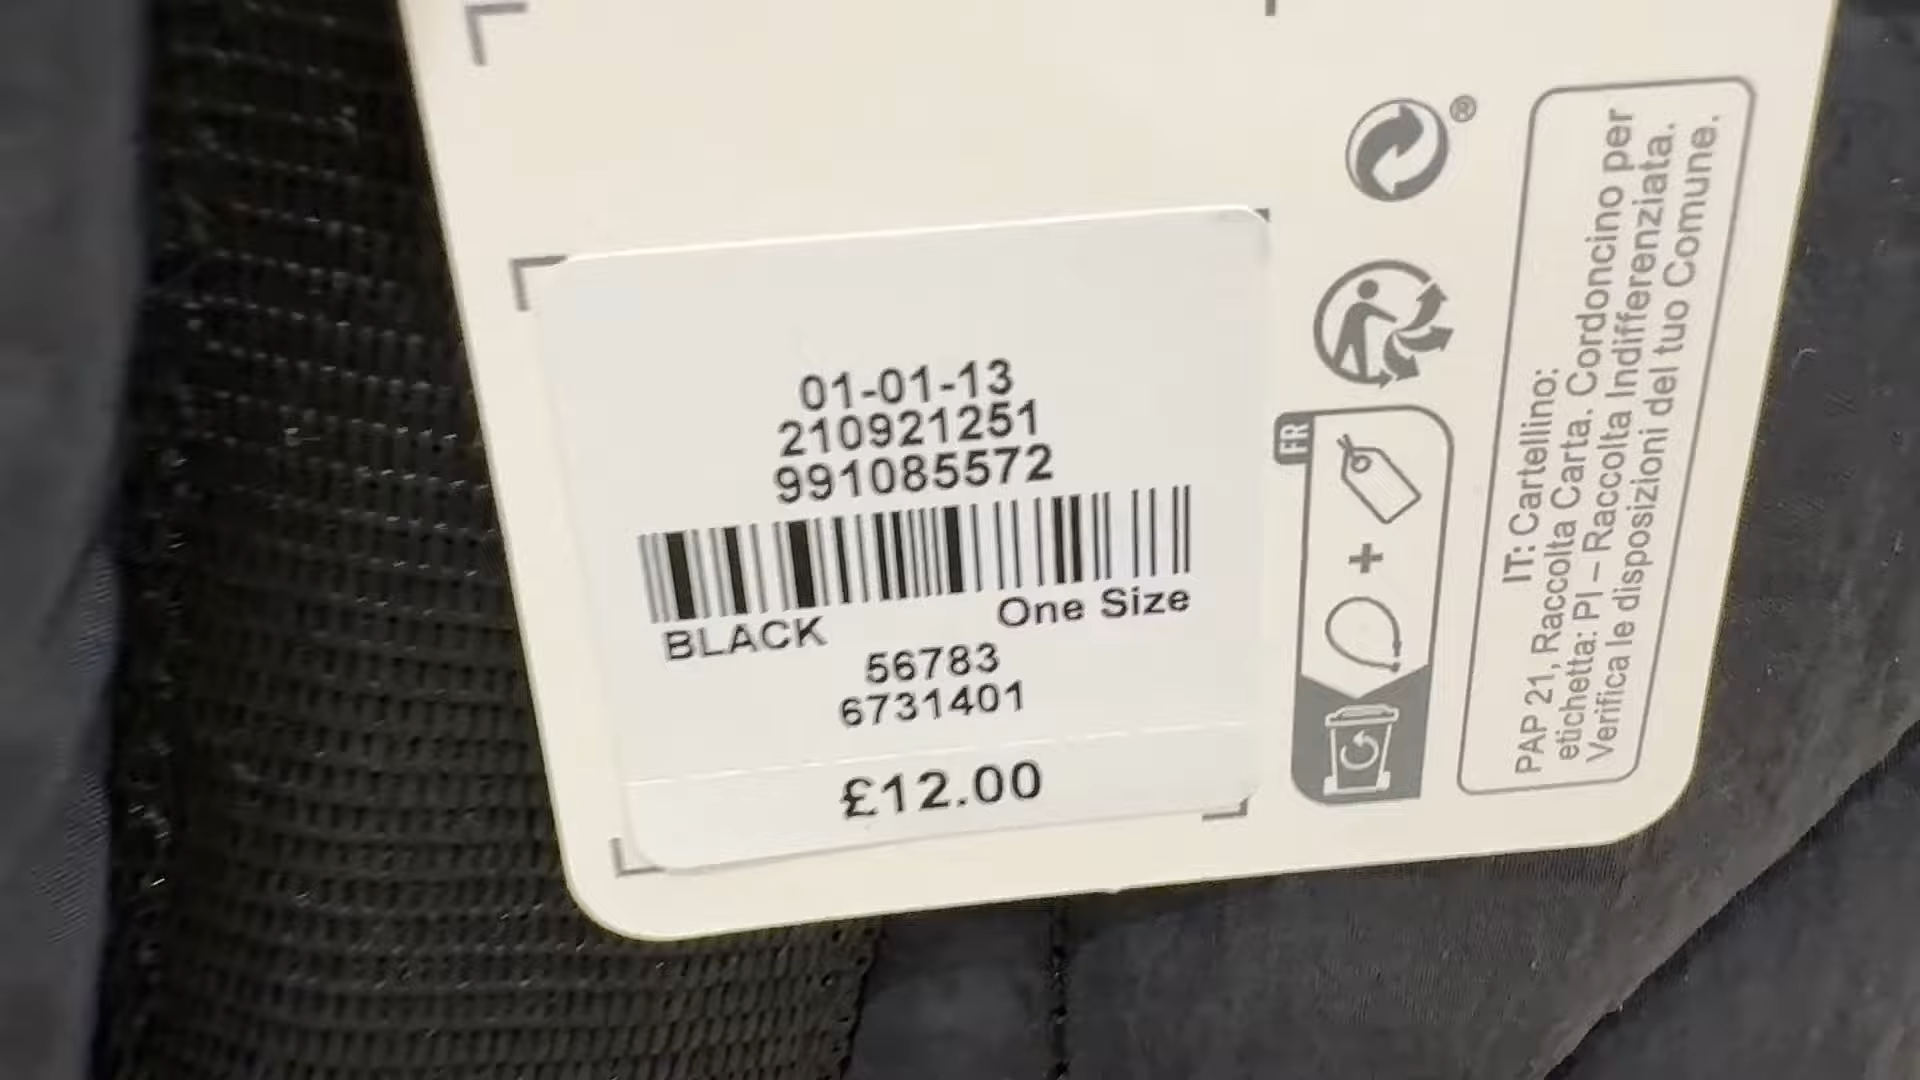 01-01-13
210921251
991085572
BLACK One Size
56783
6731401
£12.00
®
FR
IT: Cartellino:
PAP 21, Raccolta Carta. Cordoncino per
etichetta: PI – Raccolta Indifferenziata.
Verifica le disposizioni del tuo Comune.